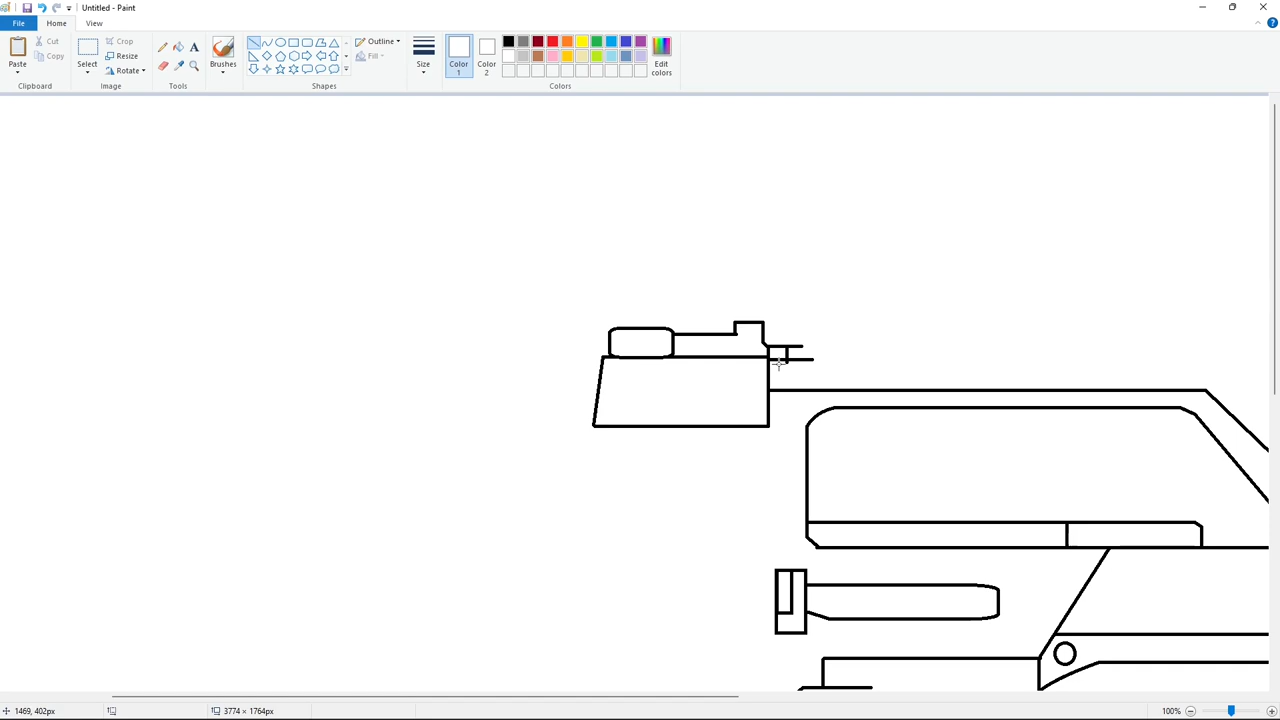 Untitled - Paint
File Home View
Paste
Cut
Copy
Clipboard
Select
Crop
Resize
Rotate
Image
Tools
Brushes
Outline
Fill
Shapes
Size
Color 1
Color 2
Edit colors
Colors
1469, 402px
3774 × 1764px
100%